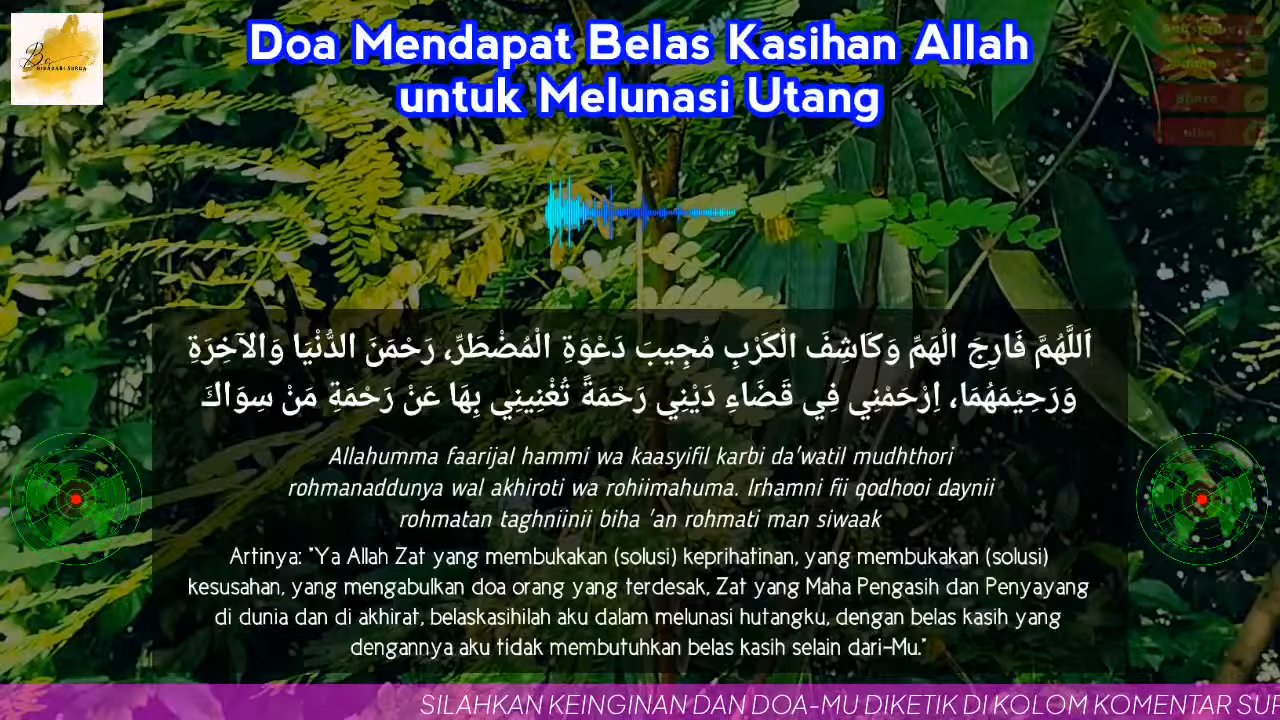 Doa Mendapat Belas Kasihan Allah
untuk Melunasi Utang
Share
اَللَّهُمَّ فَارِجَ الْهَمِّ وَكَاشِفَ الْكَرْبِ مُجِيبَ دَعْوَةِ الْمُضْطَرِّ، رَحْمَنَ الدُّنْيَا وَالآخِرَةِ
وَرَحِيْمَهُمَا، اِرْحَمْنِي فِي قَضَاءِ دَيْنِي رَحْمَةً تُغْنِينِي بِهَا عَنْ رَحْمَةِ مَنْ سِوَاكَ
Allahumma faarijal hammi wa kaasyifil karbi da'watil mudhthori
rohmanaddunya wal akhiroti wa rohiimahuma. Irhamni fii qodhooi daynii
rohmatan taghniinii biha 'an rohmati man siwaak
Artinya: "Ya Allah Zat yang membukakan (solusi) keprihatinan, yang membukakan (solusi)
kesusahan, yang mengabulkan doa orang yang terdesak, Zat yang Maha Pengasih dan Penyayang
di dunia dan di akhirat, belaskasihilah aku dalam melunasi hutangku, dengan belas kasih yang
dengannya aku tidak membutuhkan belas kasih selain dari-Mu."
SILAHKAN KEINGINAN DAN DOA-MU DIKETIK DI KOLOM KOMENTAR